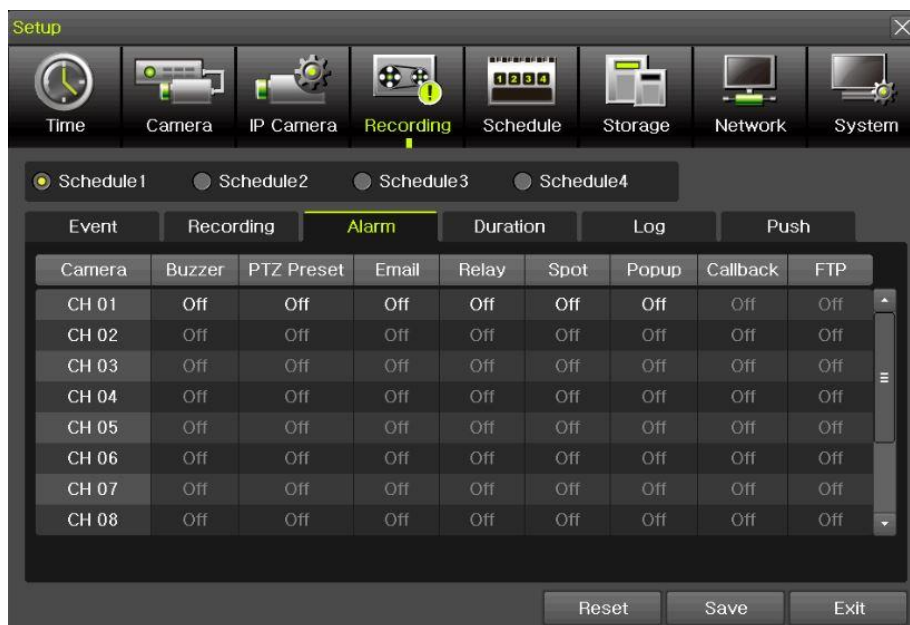 Setup
1 2 3 4
Time Camera IP Camera Recording Schedule Storage Network System
Schedule1 Schedule2 Schedule3 Schedule4
Event Recording Alarm Duration Log Push
Camera Buzzer PTZ Preset Email Relay Spot Popup Callback FTP
CH 01 Off Off Off Off Off Off Off Off
CH 02 Off Off Off Off Off Off Off Off
CH 03 Off Off Off Off Off Off Off Off
CH 04 Off Off Off Off Off Off Off Off
CH 05 Off Off Off Off Off Off Off Off
CH 06 Off Off Off Off Off Off Off Off
CH 07 Off Off Off Off Off Off Off Off
CH 08 Off Off Off Off Off Off Off Off
Reset Save Exit